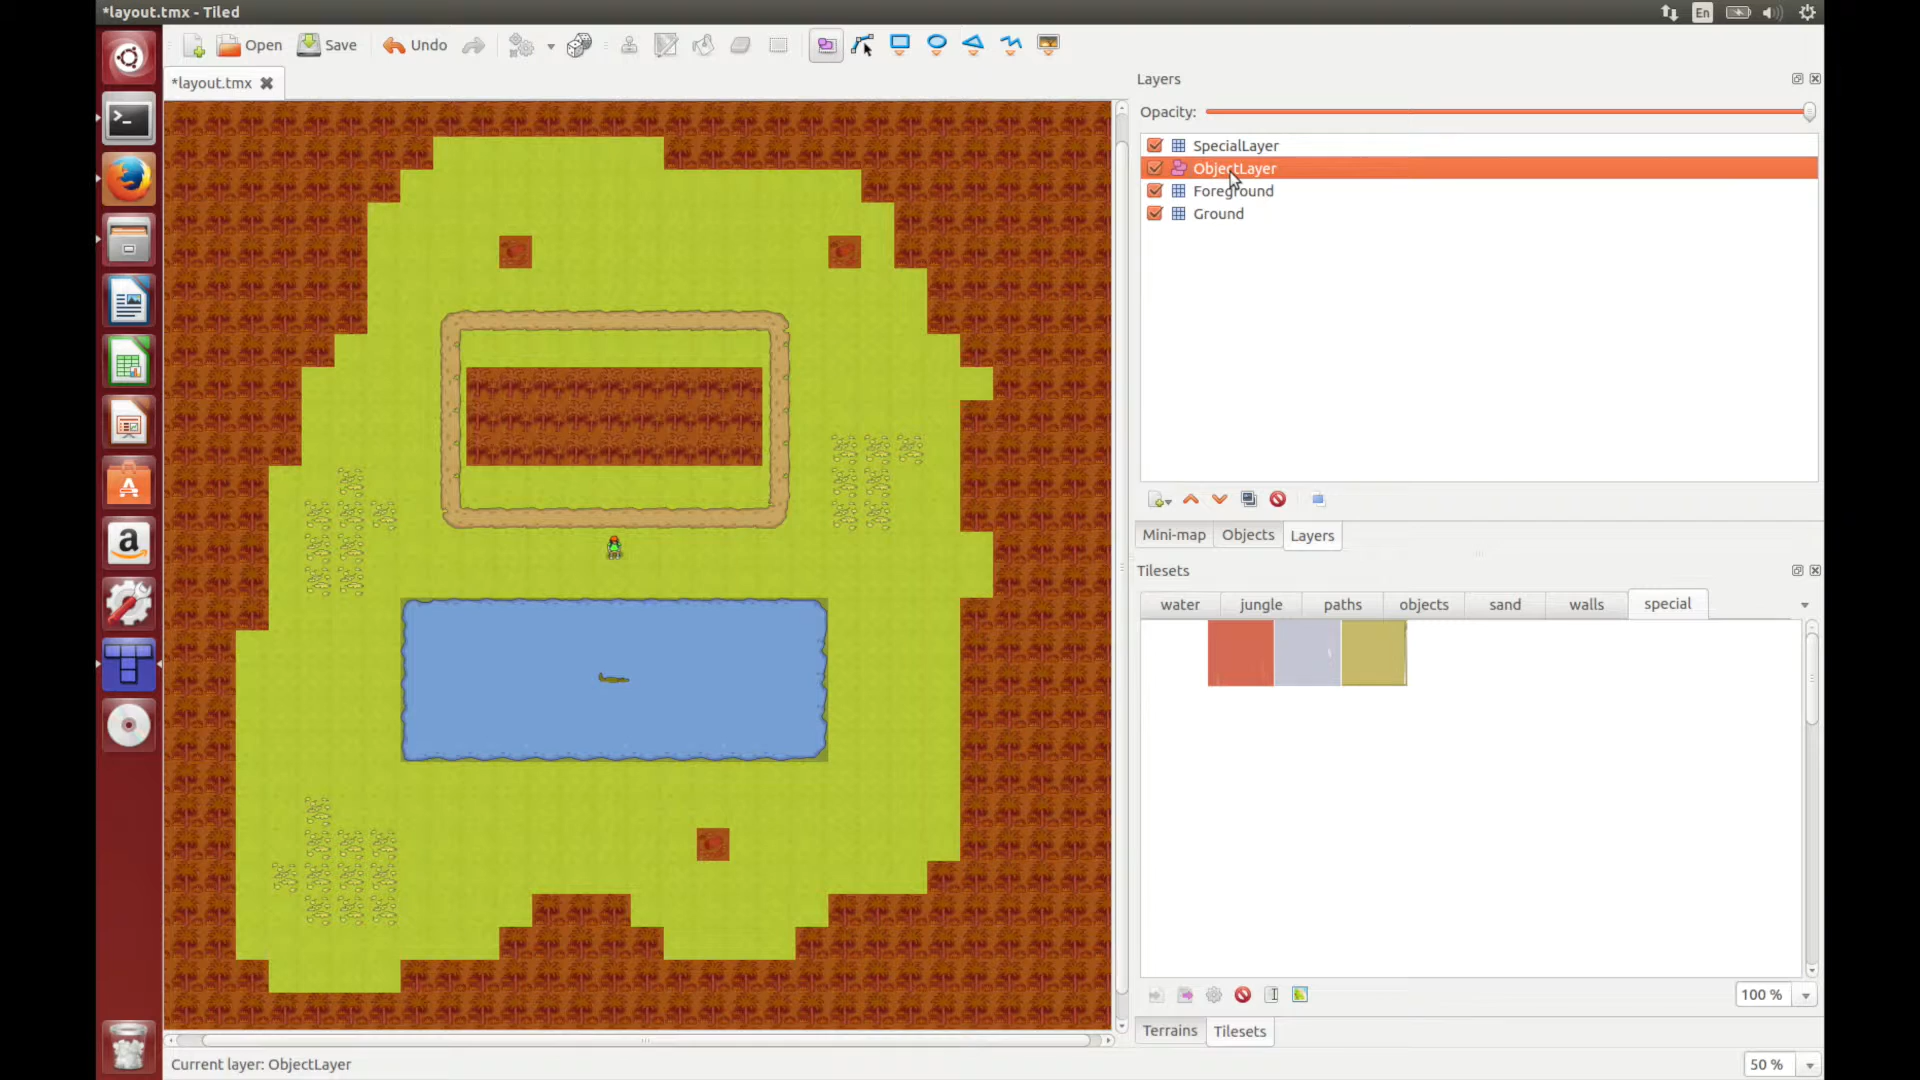 *layout.tmx - Tiled
En
Open Save Undo
*layout.tmx
Layers
Opacity:
SpecialLayer
ObjectLayer
Foreground
Ground
Mini-map Objects Layers
Tilesets
water jungle paths objects sand walls special
100 %
Terrains Tilesets
Current layer: ObjectLayer
50 %